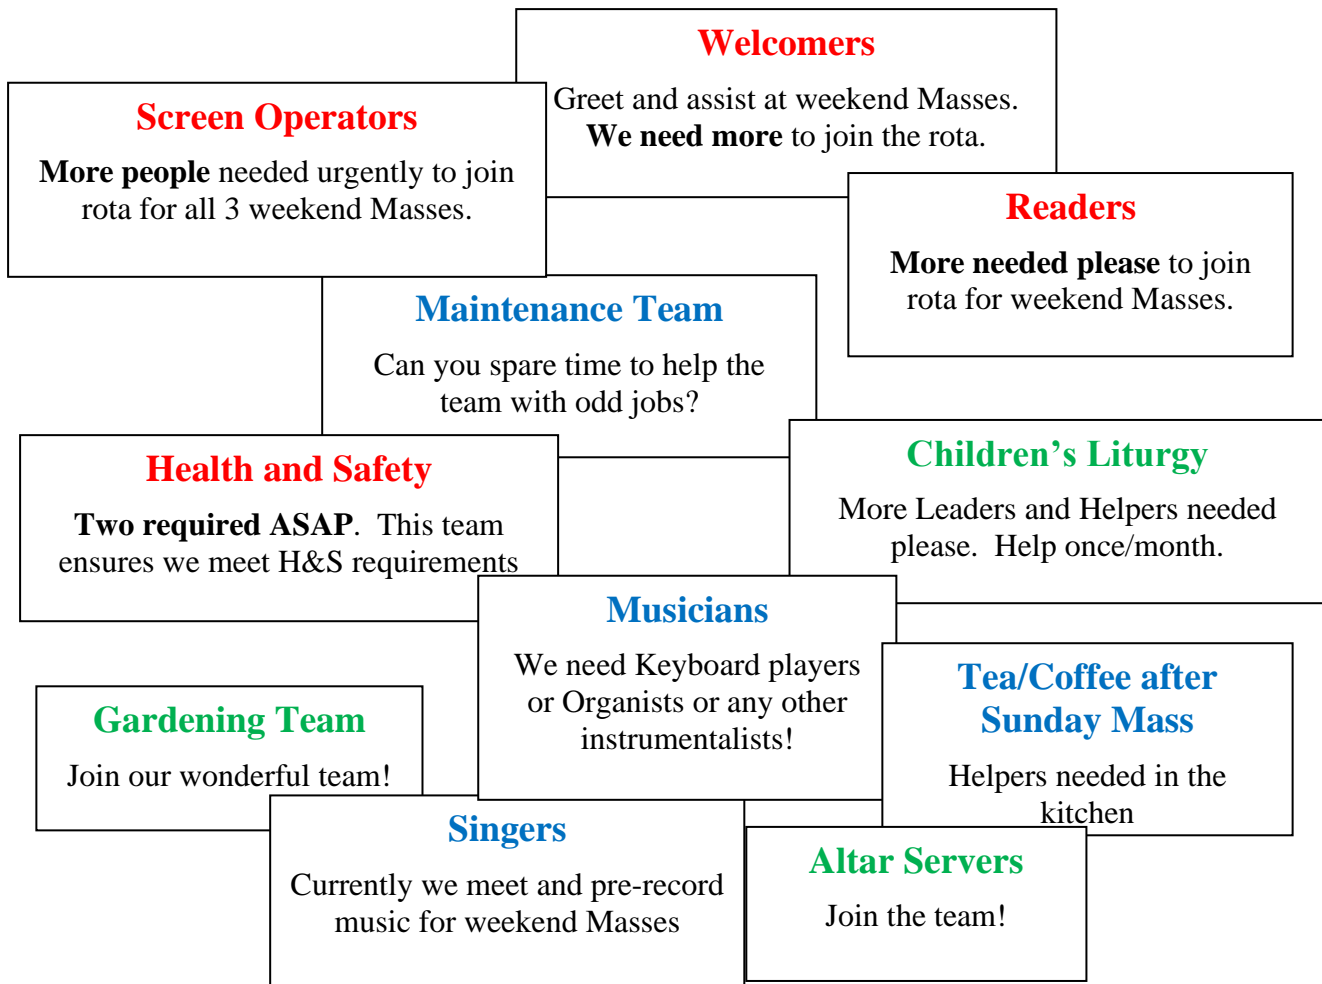 Welcomers
Greet and assist at weekend Masses.
We need more to join the rota.
Screen Operators
More people needed urgently to join
rota for all 3 weekend Masses.
Readers
More needed please to join
rota for weekend Masses.
Maintenance Team
Can you spare time to help the
team with odd jobs?
Health and Safety
Two required ASAP.  This team
ensures we meet H&S requirements
Children’s Liturgy
More Leaders and Helpers needed
please.  Help once/month.
Musicians
We need Keyboard players
or Organists or any other
instrumentalists!
Tea/Coffee after
Sunday Mass
Helpers needed in the
kitchen
Gardening Team
Join our wonderful team!
Singers
Currently we meet and pre-record
music for weekend Masses
Altar Servers
Join the team!